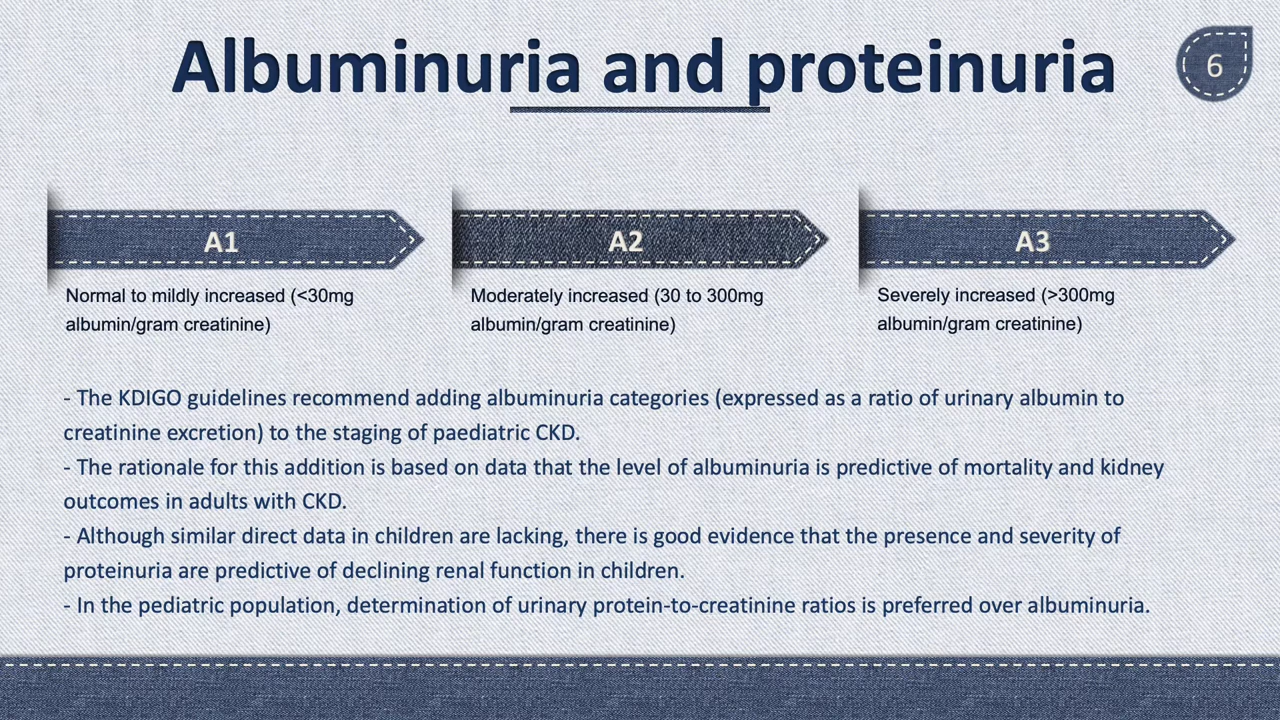 Albuminuria and proteinuria
6
A1
Normal to mildly increased (<30mg
albumin/gram creatinine)
A2
Moderately increased (30 to 300mg
albumin/gram creatinine)
A3
Severely increased (>300mg
albumin/gram creatinine)
- The KDIGO guidelines recommend adding albuminuria categories (expressed as a ratio of urinary albumin to
creatinine excretion) to the staging of paediatric CKD.
- The rationale for this addition is based on data that the level of albuminuria is predictive of mortality and kidney
outcomes in adults with CKD.
- Although similar direct data in children are lacking, there is good evidence that the presence and severity of
proteinuria are predictive of declining renal function in children.
- In the pediatric population, determination of urinary protein-to-creatinine ratios is preferred over albuminuria.